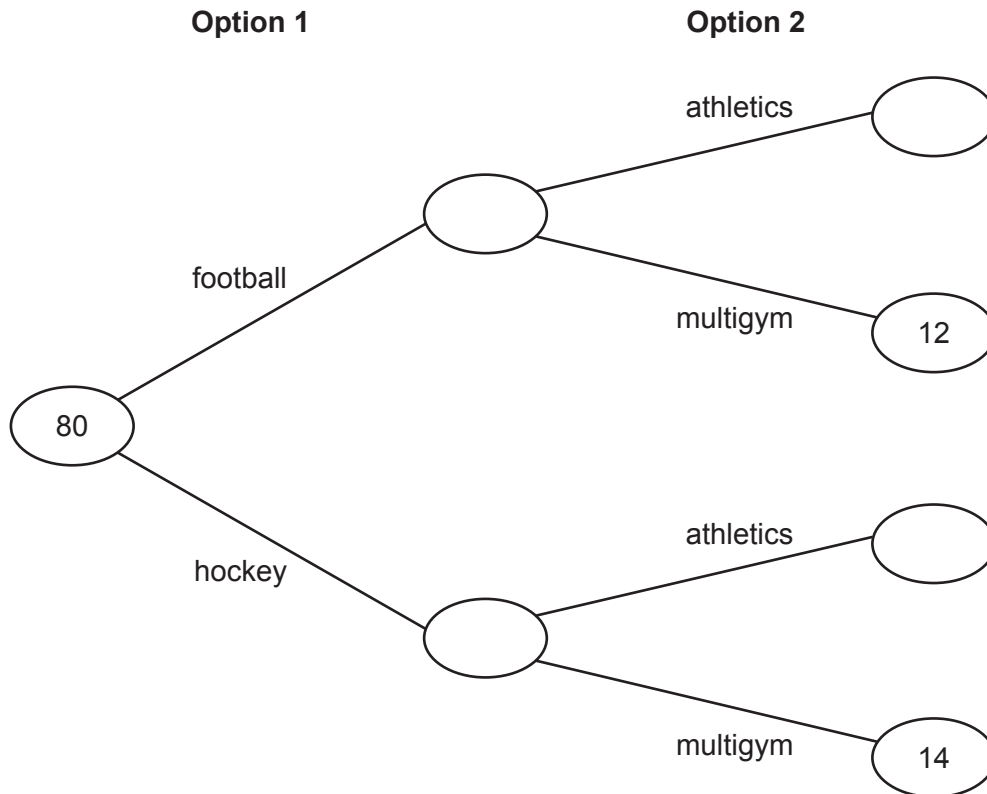 Option 1
Option 2
athletics
football
multigym
12
80
athletics
hockey
multigym
14